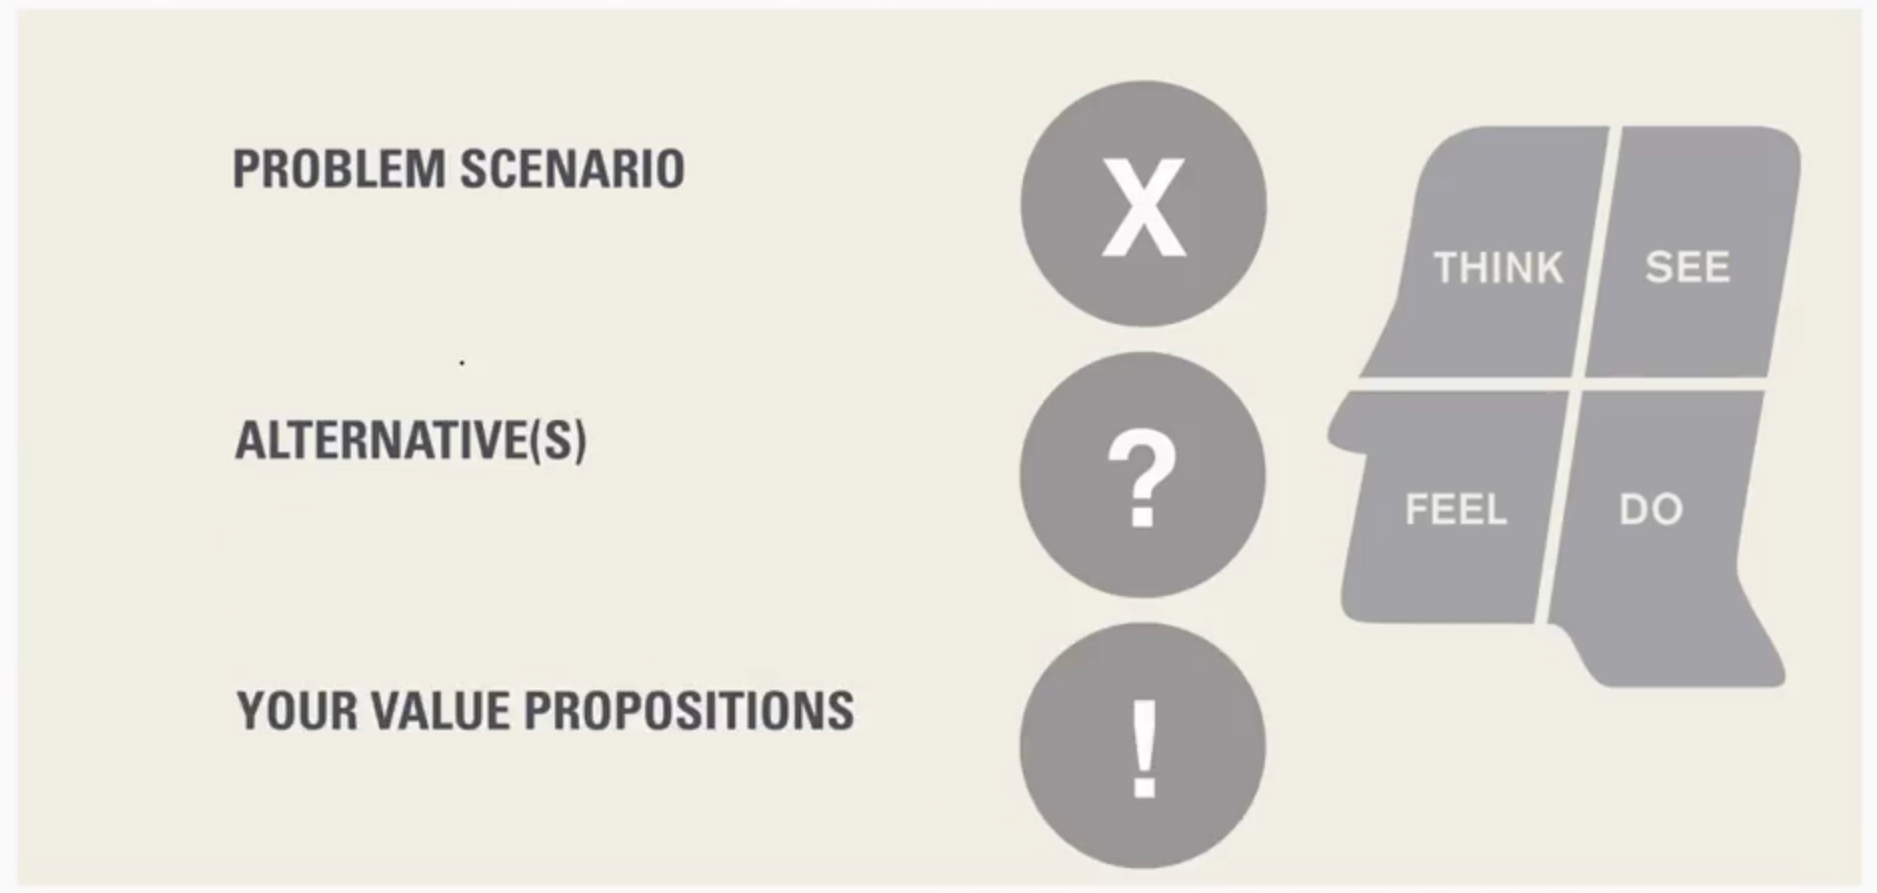 PROBLEM SCENARIO
X
THINK
SEE
ALTERNATIVE(S)
?
FEEL
DO
YOUR VALUE PROPOSITIONS
!